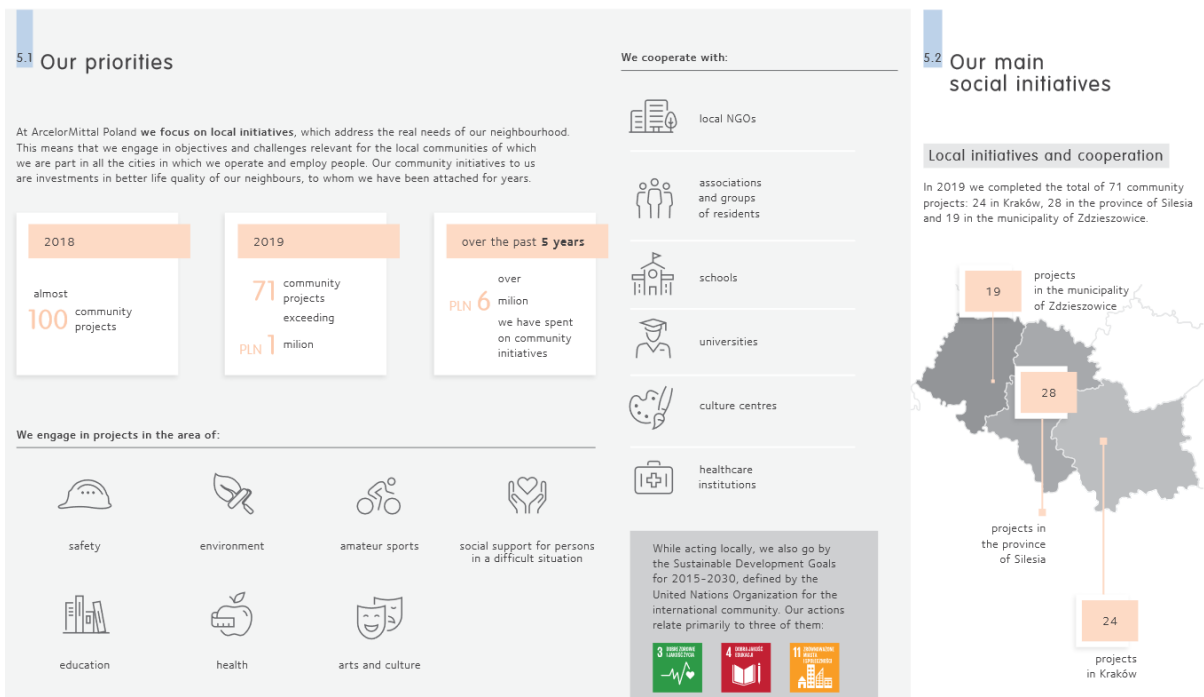 5.1 Our priorities
At ArcelorMittal Poland we focus on local initiatives, which address the real needs of our neighbourhood.
This means that we engage in objectives and challenges relevant for the local communities of which
we are part in all the cities in which we operate and employ people. Our community initiatives to us
are investments in better life quality of our neighbours, to whom we have been attached for years.
2018
almost
100 community
projects
2019
71 community
projects
exceeding
PLN 1 milion
over the past 5 years
over
PLN 6 milion
we have spent
on community
initiatives
We engage in projects in the area of:
safety
environment
amateur sports
social support for persons
in a difficult situation
education
health
arts and culture
We cooperate with:
local NGOs
associations
and groups
of residents
schools
universities
culture centres
healthcare
institutions
While acting locally, we also go by
the Sustainable Development Goals
for 2015-2030, defined by the
United Nations Organization for the
international community. Our actions
relate primarily to three of them:
3 DOBRE ZDROWIE
I JAKOŚĆ ŻYCIA
4 DOBRA JAKOŚĆ
EDUKACJI
11 ZRÓWNOWAŻONE
MIASTA
I SPOŁECZNOŚCI
5.2 Our main
social initiatives
Local initiatives and cooperation
In 2019 we completed the total of 71 community
projects: 24 in Kraków, 28 in the province of Silesia
and 19 in the municipality of Zdzieszowice.
19
projects
in the municipality
of Zdzieszowice
28
projects in
the province
of Silesia
24
projects
in Kraków